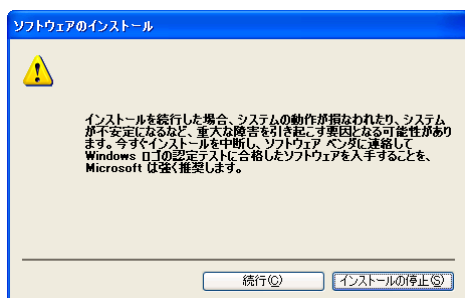 ソフトウェアのインストール
インストールを続行した場合、システムの動作が損なわれたり、システム
が不安定になるなど、重大な障害を引き起こす要因となる可能性があり
ます。今すぐインストールを中断し、ソフトウェア ベンダに連絡して
Windows ロゴの認定テストに合格したソフトウェアを入手することを、
Microsoft は強く推奨します。
続行(C)
インストールの停止(S)